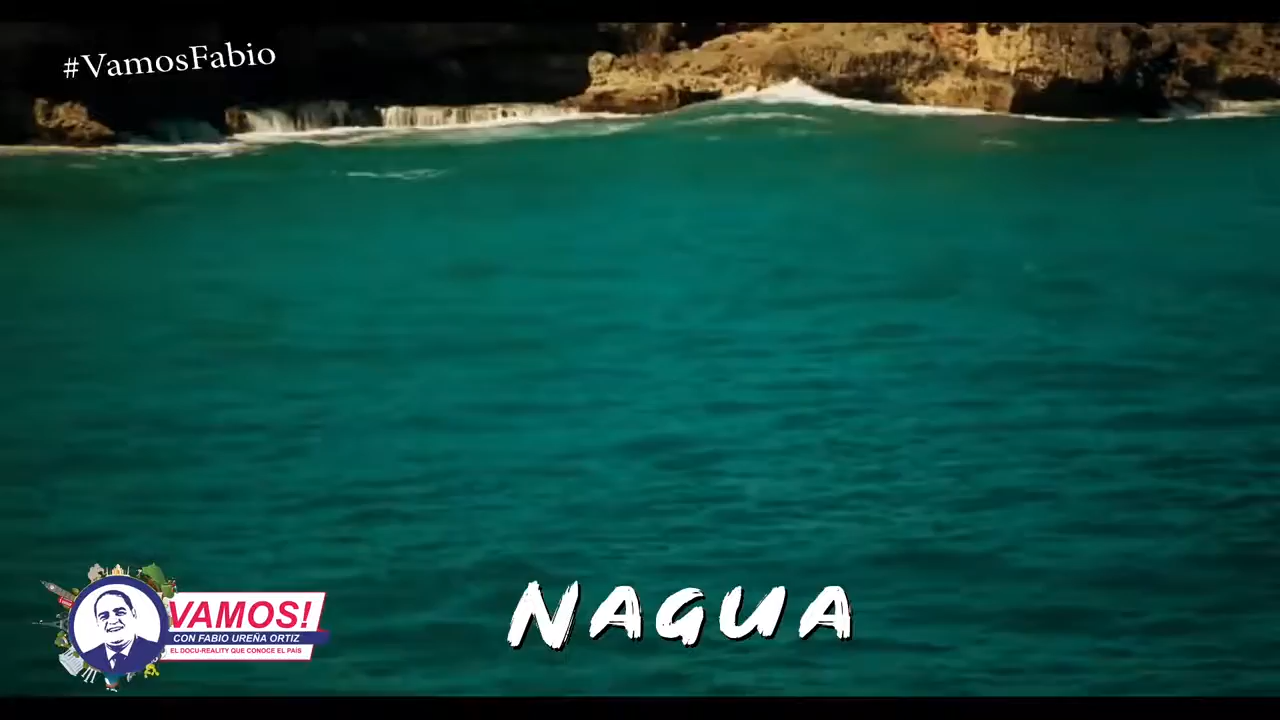 #VamosFabio
NAGUA
VAMOS!
CON FABIO UREÑA ORTIZ
EL DOCU-REALITY QUE CONOCE EL PAÍS